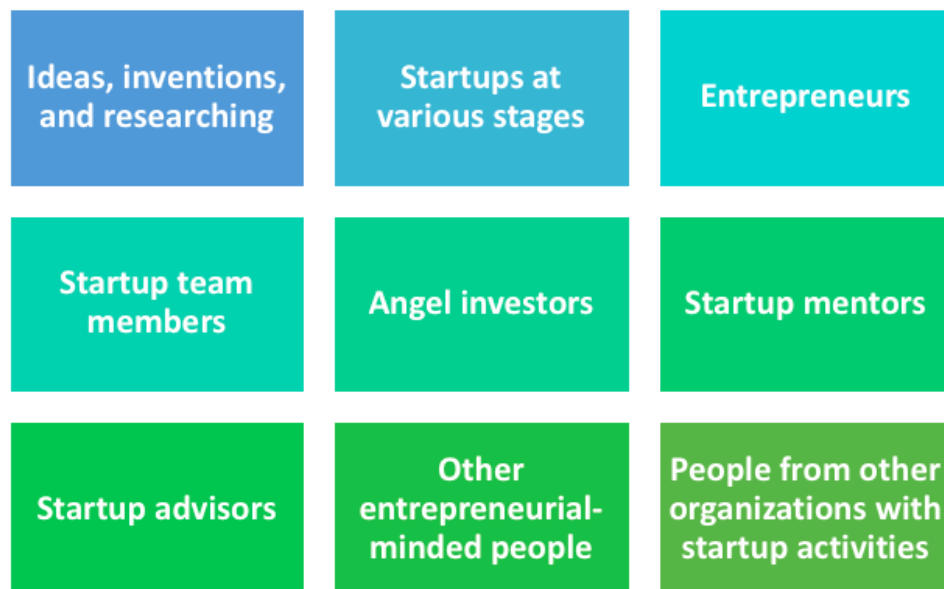 Ideas, inventions,
and researching
Startups at
various stages
Entrepreneurs
Startup team
members
Angel investors
Startup mentors
Startup advisors
Other
entrepreneurial-
minded people
People from other
organizations with
startup activities